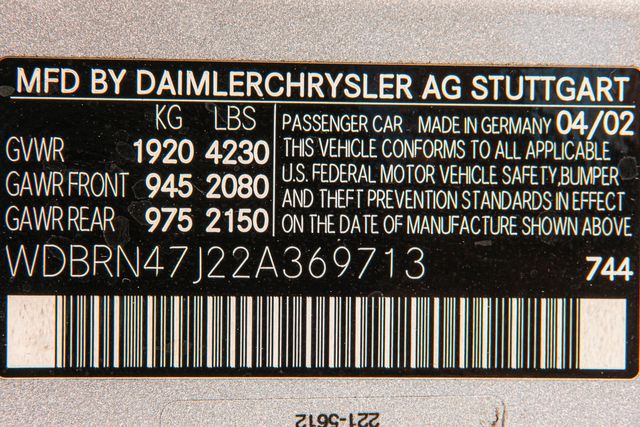 MFD BY DAIMLERCHRYSLER AG STUTTGART
KG LBS
GVWR 1920 4230
GAWR FRONT 945 2080
GAWR REAR 975 2150
PASSENGER CAR MADE IN GERMANY 04/02
THIS VEHICLE CONFORMS TO ALL APPLICABLE
U.S. FEDERAL MOTOR VEHICLE SAFETY, BUMPER
AND THEFT PREVENTION STANDARDS IN EFFECT
ON THE DATE OF MANUFACTURE SHOWN ABOVE
WDBRN47J22A369713
744
221-5612